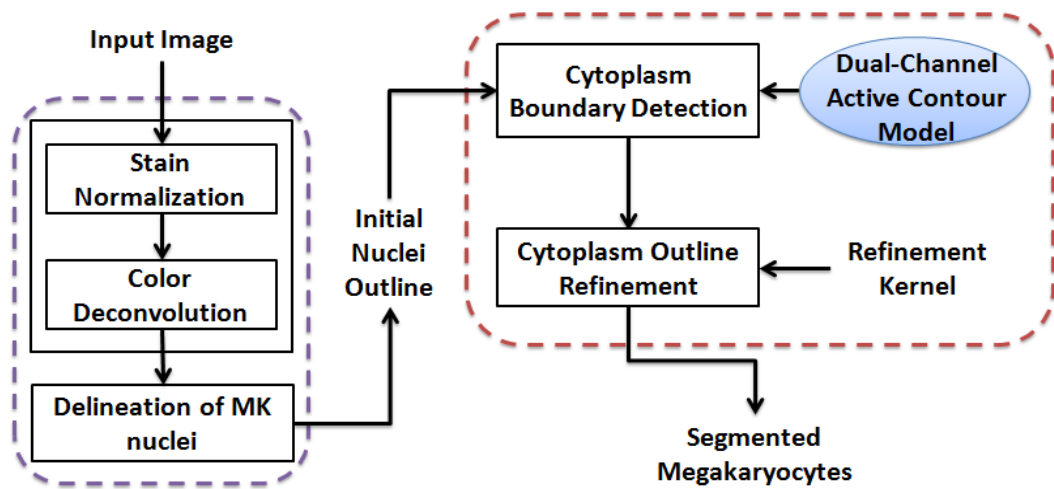 Input Image
Stain
Normalization
Color
Deconvolution
Delineation of MK
nuclei
Initial
Nuclei
Outline
Cytoplasm
Boundary Detection
Dual-Channel
Active Contour
Model
Cytoplasm Outline
Refinement
Refinement
Kernel
Segmented
Megakaryocytes